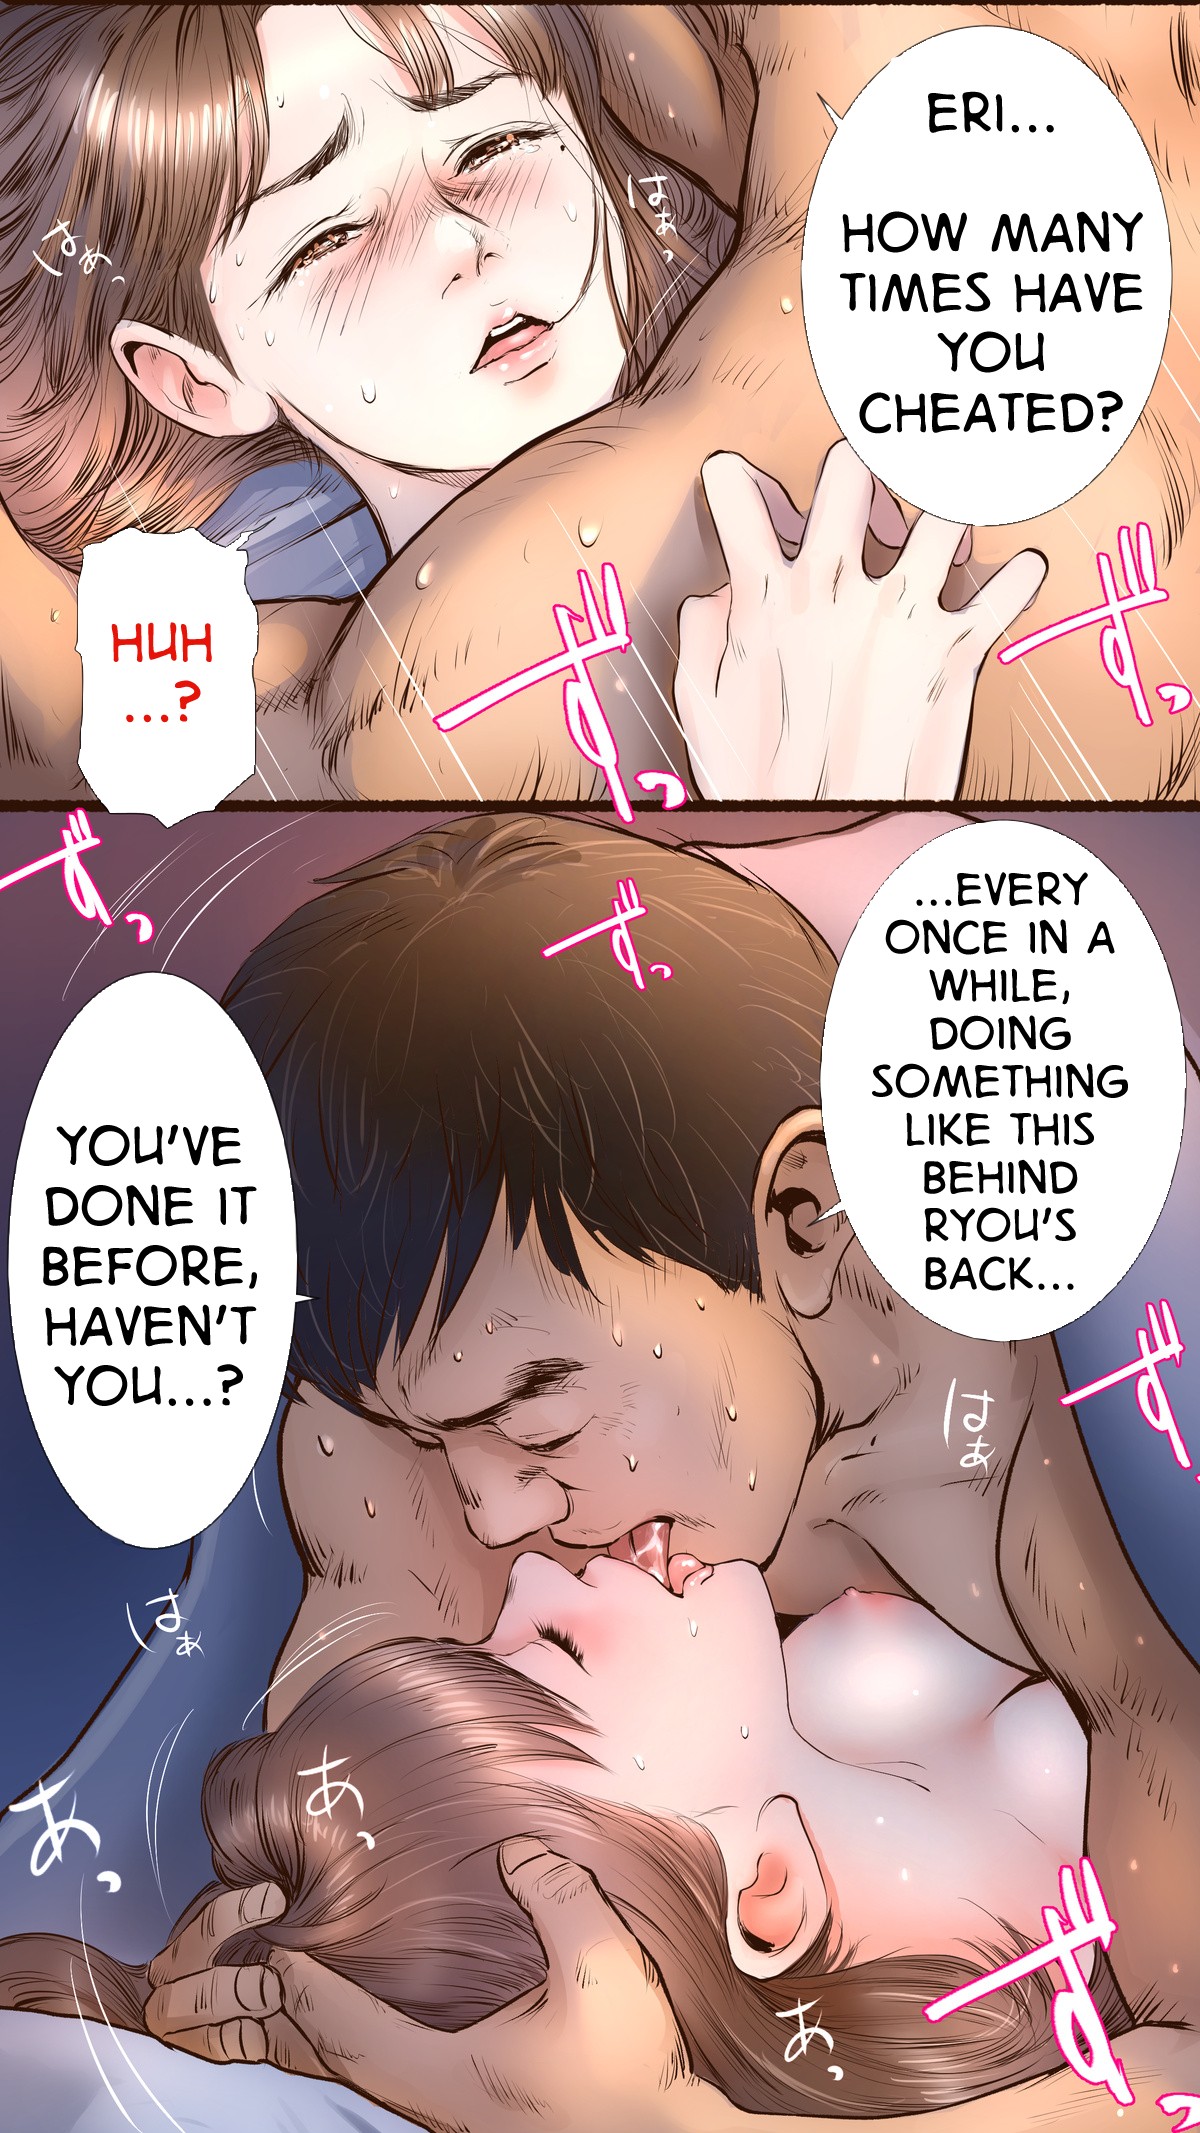 ERI...
HOW MANY
TIMES HAVE
YOU
CHEATED?
はぁっ
はぁっ
HUH
...?
ずっ
ずっ
ずっ
ずっ
...EVERY
ONCE IN A
WHILE,
DOING
SOMETHING
LIKE THIS
BEHIND
RYOU'S
BACK...
YOU'VE
DONE IT
BEFORE,
HAVEN'T
YOU...?
ずっ
はぁ
はぁ
あっ
あっ
ずっ
あっ